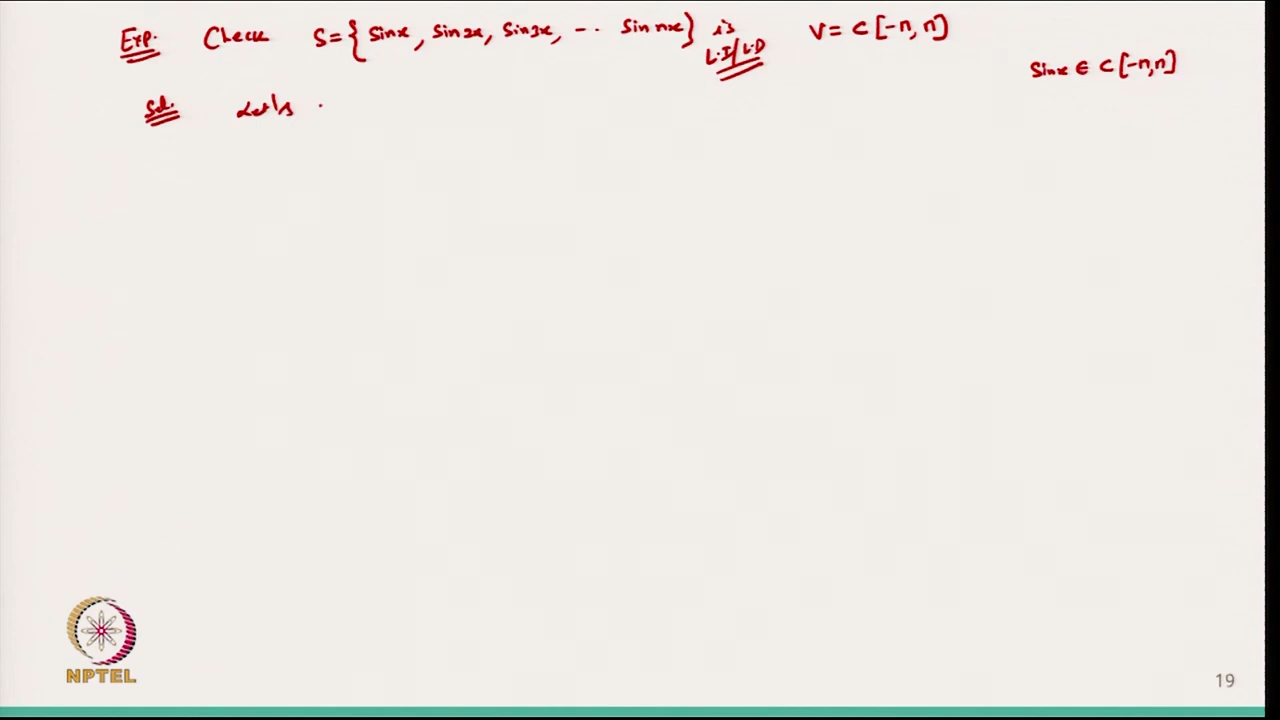 Exp. Check S = { Sinx, Sin2x, Sin3x, -·· Sin nx } is V = C [-π, π]
L.I/L.D
Sinx ∈ C [-π, π]
Sol. Let's
NPTEL
19